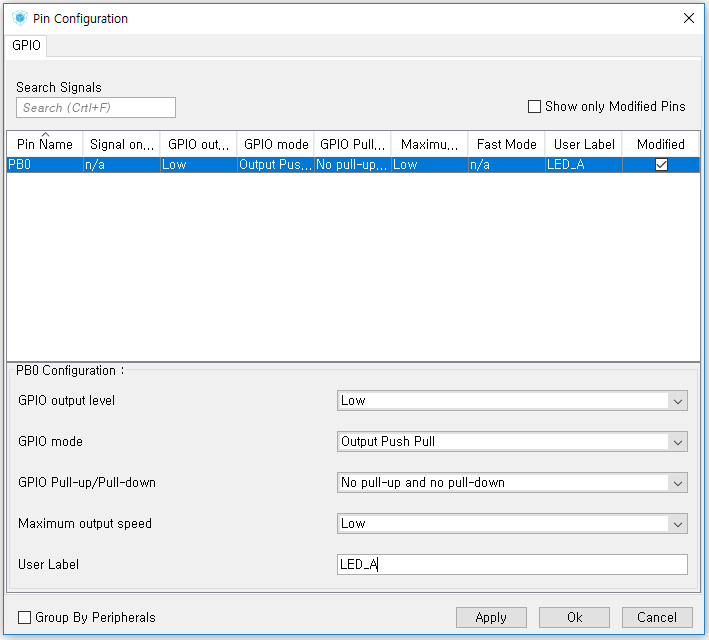 Pin Configuration
GPIO
Search Signals
Search (Crtl+F)
Show only Modified Pins
Pin Name Signal on... GPIO out... GPIO mode GPIO Pull... Maximu... Fast Mode User Label Modified
PB0 n/a Low Output Pus... No pull-up... Low n/a LED_A
PB0 Configuration :
GPIO output level Low
GPIO mode Output Push Pull
GPIO Pull-up/Pull-down No pull-up and no pull-down
Maximum output speed Low
User Label LED_A
Group By Peripherals Apply Ok Cancel